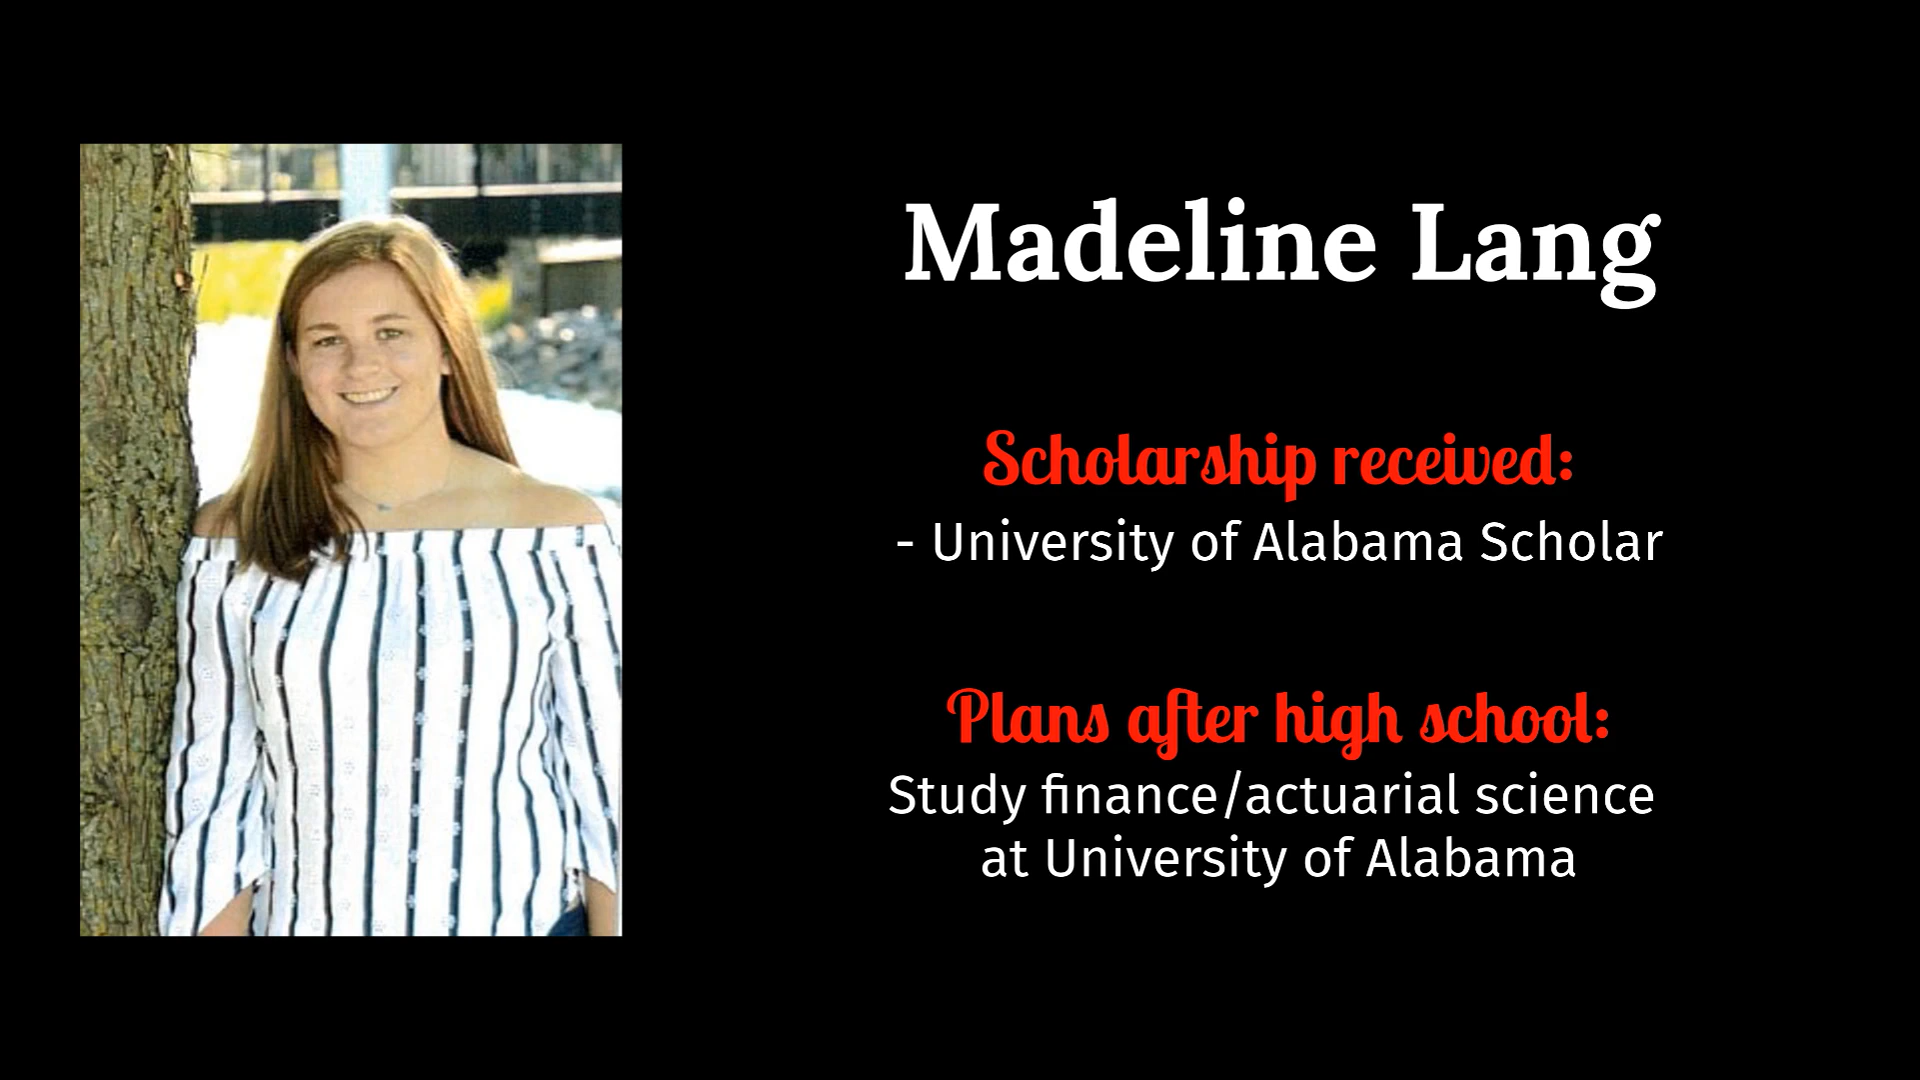 Madeline Lang
Scholarship received:
- University of Alabama Scholar
Plans after high school:
Study finance/actuarial science
at University of Alabama